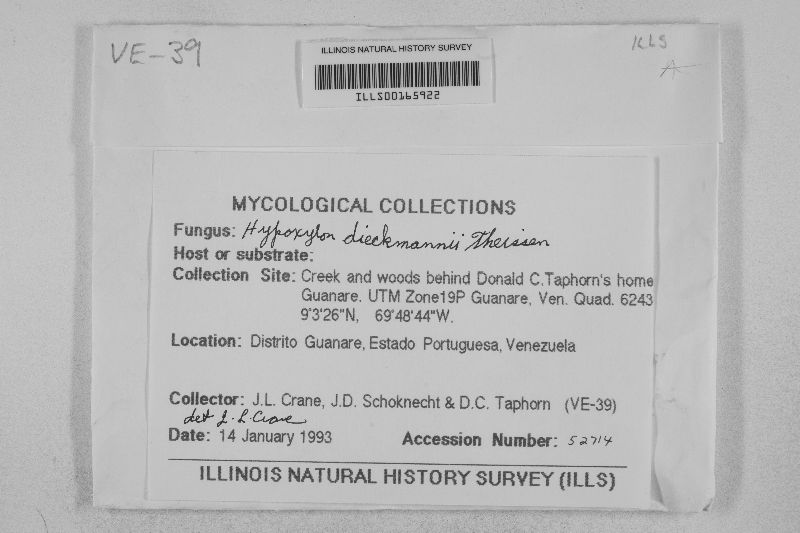 VE-39
ILLINOIS NATURAL HISTORY SURVEY
ILLS00165922
ILLS
MYCOLOGICAL COLLECTIONS
Fungus: Hypoxylon dieckmannii Theissen
Host or substrate:
Collection Site: Creek and woods behind Donald C.Taphorn's home
Guanare. UTM Zone19P Guanare, Ven. Quad. 6243
9°3'26"N, 69°48'44"W.
Location: Distrito Guanare, Estado Portuguesa, Venezuela
Collector: J.L. Crane, J.D. Schoknecht & D.C. Taphorn (VE-39)
det J. L. Crane
Date: 14 January 1993 Accession Number: 52714
ILLINOIS NATURAL HISTORY SURVEY (ILLS)